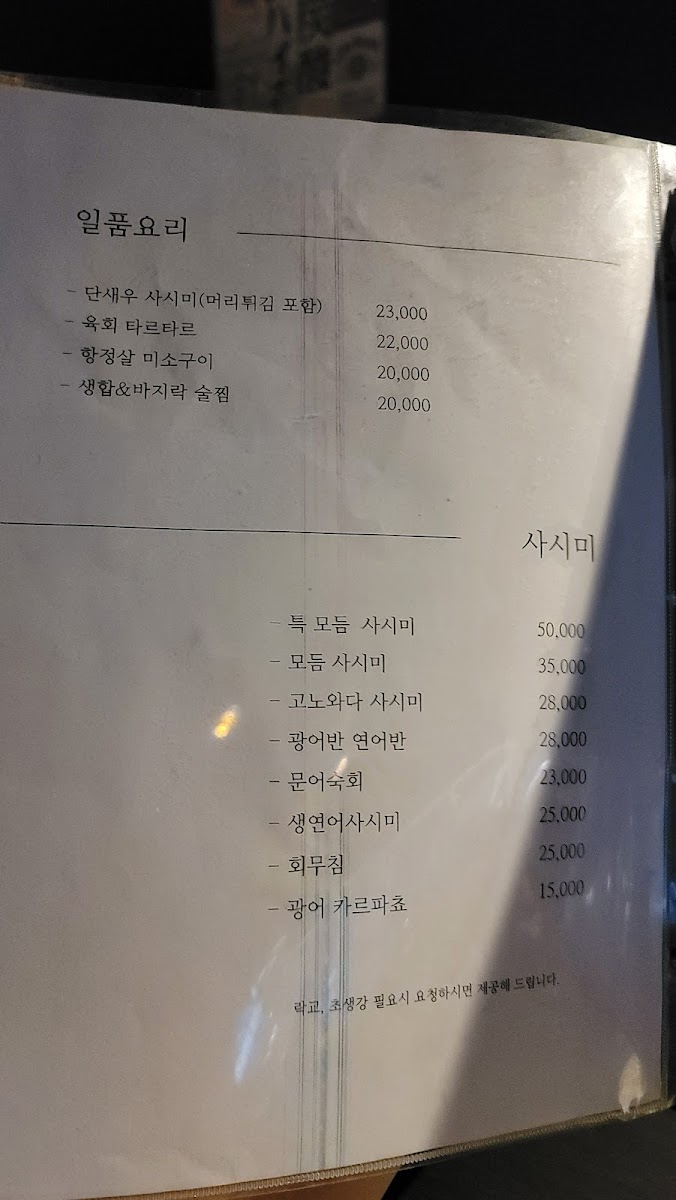 일품요리
- 단새우 사시미(머리튀김 포함) 23,000
- 육회 타르타르 22,000
- 항정살 미소구이 20,000
- 생합&바지락 술찜 20,000
사시미
- 특 모듬 사시미 50,000
- 모듬 사시미 35,000
- 고노와다 사시미 28,000
- 광어반 연어반 28,000
- 문어숙회 23,000
- 생연어사시미 25,000
- 회무침 25,000
- 광어 카르파쵸 15,000
락교, 초생강 필요시 요청하시면 제공해 드립니다.